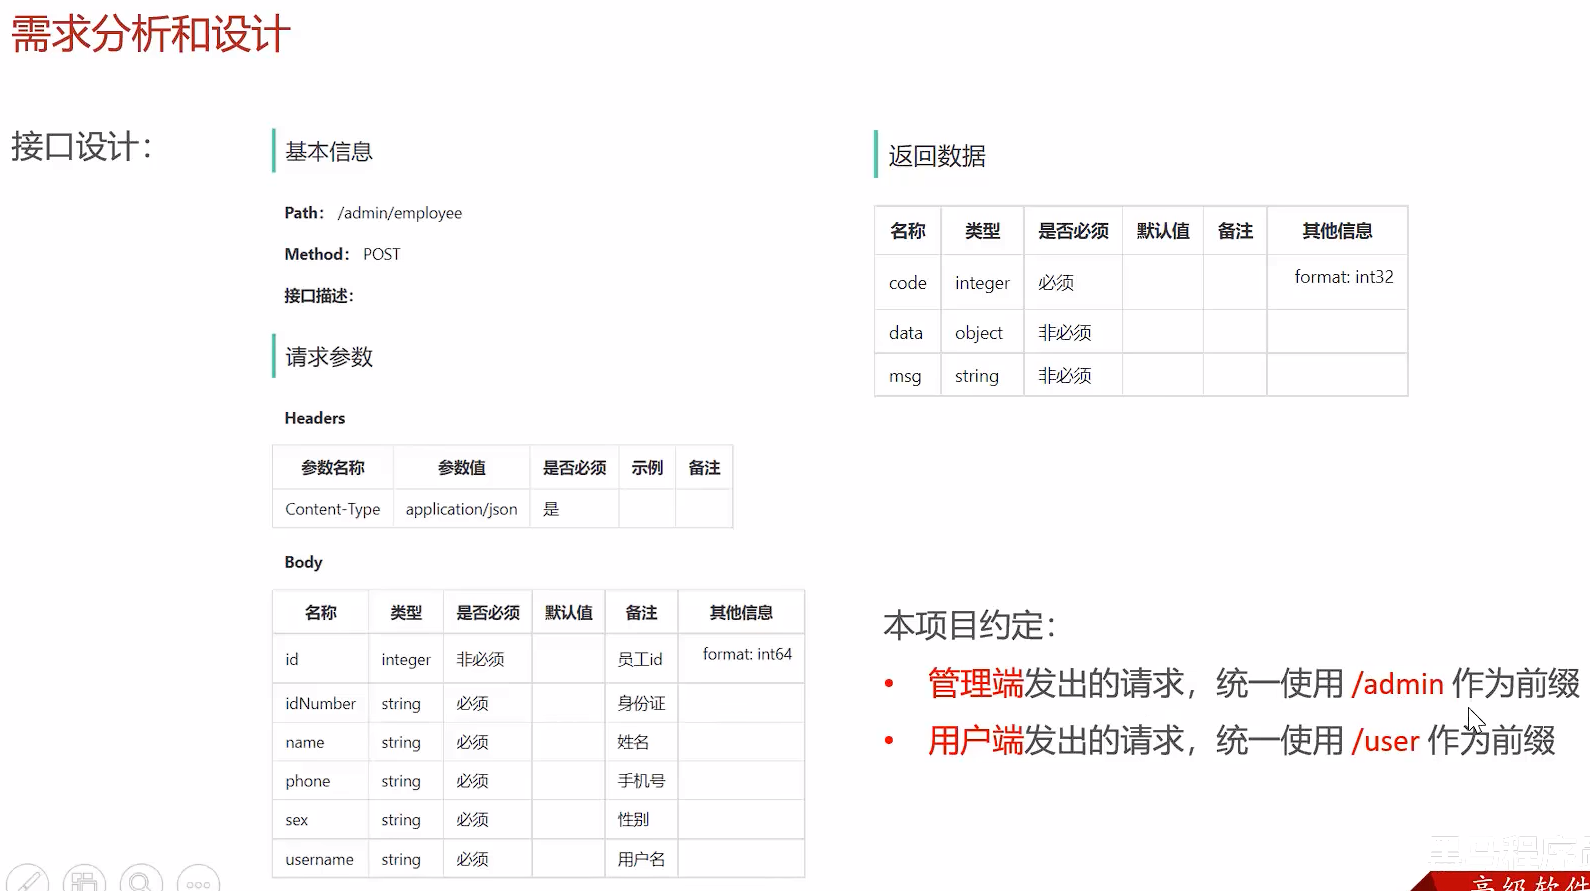 需求分析和设计
接口设计：
基本信息
Path： /admin/employee
Method： POST
接口描述：
请求参数
Headers
参数名称 参数值 是否必须 示例 备注
Content-Type application/json 是
Body
名称 类型 是否必须 默认值 备注 其他信息
id integer 非必须 员工id format: int64
idNumber string 必须 身份证
name string 必须 姓名
phone string 必须 手机号
sex string 必须 性别
username string 必须 用户名
返回数据
名称 类型 是否必须 默认值 备注 其他信息
code integer 必须 format: int32
data object 非必须
msg string 非必须
本项目约定：
• 管理端发出的请求，统一使用 /admin 作为前缀
• 用户端发出的请求，统一使用 /user 作为前缀
黑马程序
高级软件